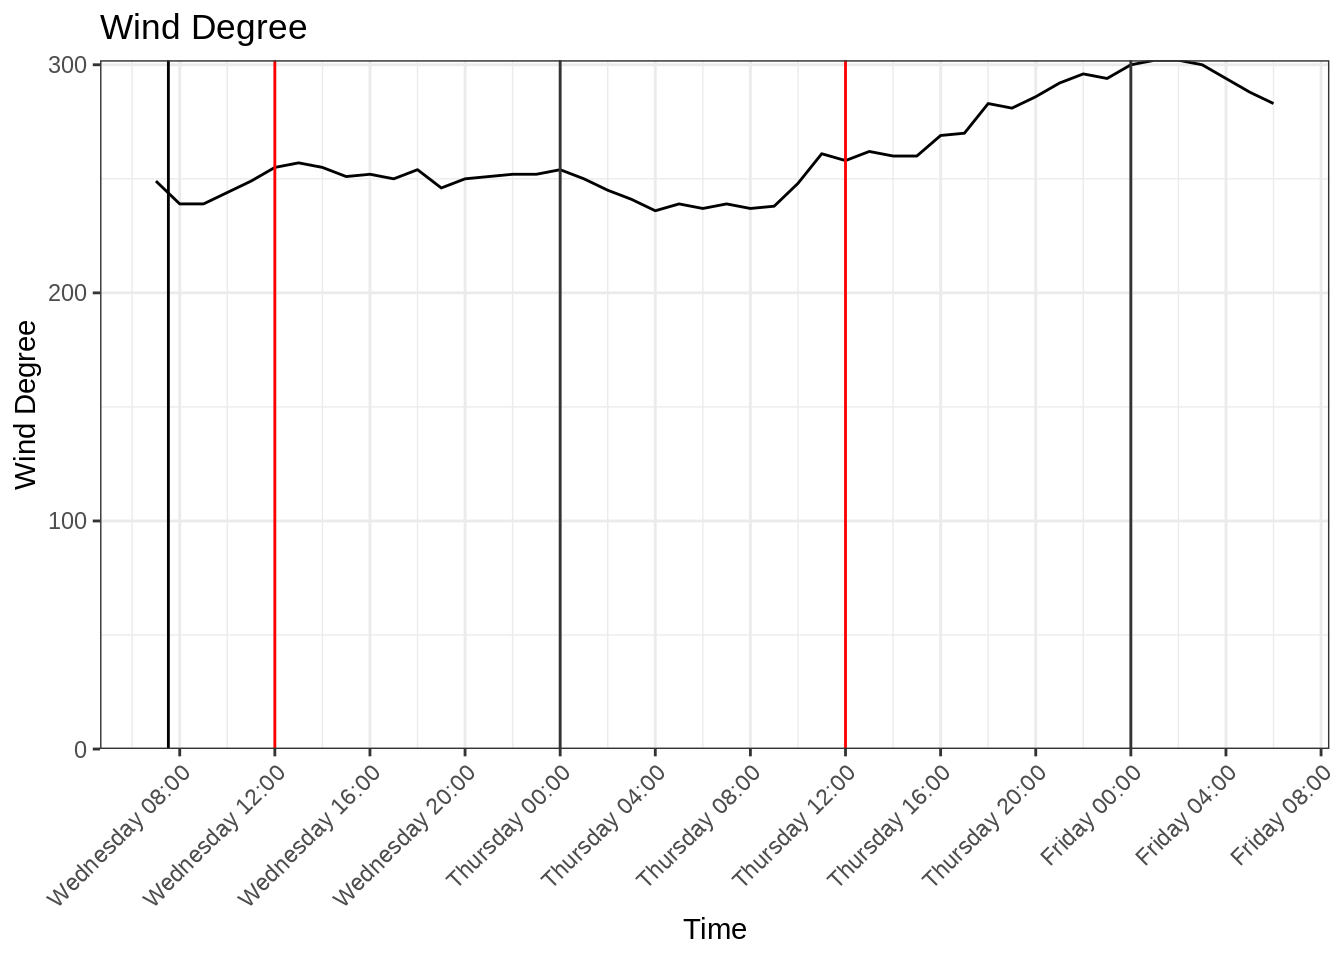 Wind Degree
300
200
100
0
Wind Degree
Wednesday 08:00
Wednesday 12:00
Wednesday 16:00
Wednesday 20:00
Thursday 00:00
Thursday 04:00
Thursday 08:00
Thursday 12:00
Thursday 16:00
Thursday 20:00
Friday 00:00
Friday 04:00
Friday 08:00
Time